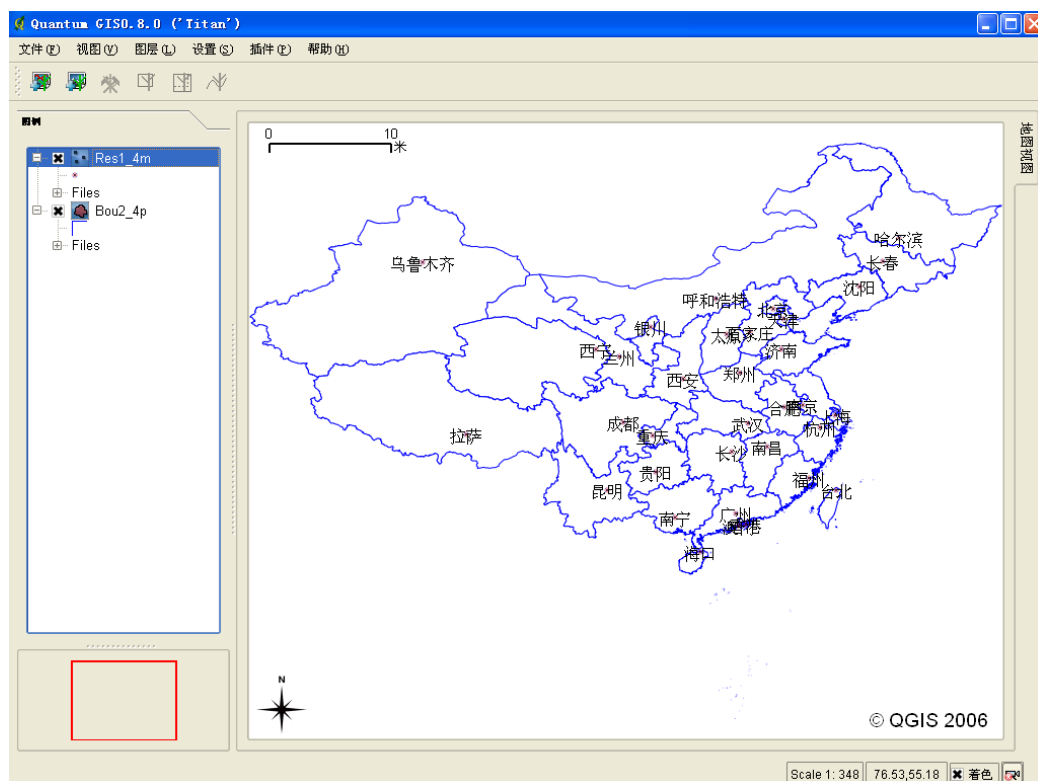 Quantum GIS0.8.0 ('Titan')
文件(F) 视图(V) 图层(L) 设置(S) 插件(P) 帮助(H)
图例
Res1_4m
Files
Bou2_4p
Files
地图视图
0 10
米
哈尔滨
长春
乌鲁木齐
沈阳
呼和浩特
北京
天津
银川
太原
石家庄
西宁
兰州
济南
西安
郑州
合肥
南京
上海
成都
武汉
杭州
重庆
拉萨
长沙
南昌
贵阳
福州
昆明
台北
广州
南宁
海口
N
© QGIS 2006
Scale 1: 348
76.53,55.18
着色